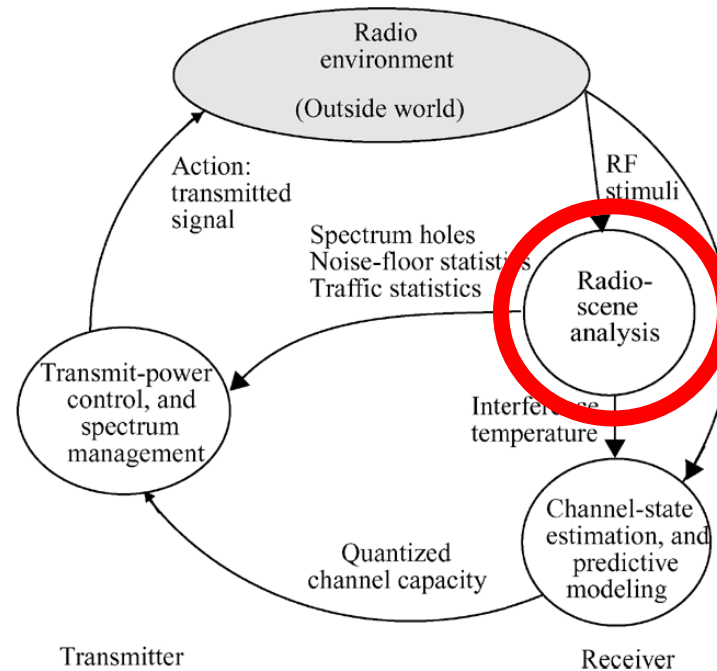 Radio
environment
(Outside world)
Action:
transmitted
signal
RF
stimuli
Spectrum holes
Noise-floor statistics
Traffic statistics
Radio-
scene
analysis
Transmit-power
control, and
spectrum
management
Interference
temperature
Channel-state
estimation, and
predictive
modeling
Quantized
channel capacity
Transmitter
Receiver